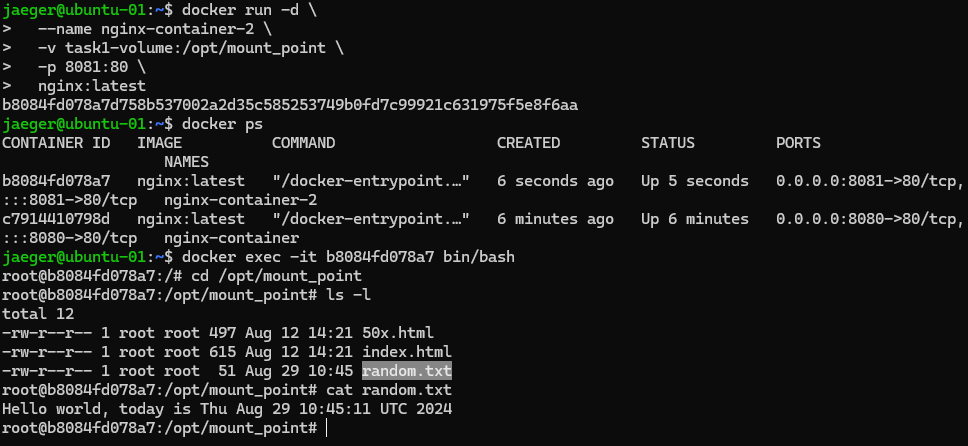 jaeger@ubuntu-01:~$ docker run -d \
>   --name nginx-container-2 \
>   -v task1-volume:/opt/mount_point \
>   -p 8081:80 \
>   nginx:latest
b8084fd078a7d758b537002a2d35c585253749b0fd7c99921c631975f5e8f6aa
jaeger@ubuntu-01:~$ docker ps
CONTAINER ID   IMAGE          COMMAND                  CREATED         STATUS         PORTS
                  NAMES
b8084fd078a7   nginx:latest   "/docker-entrypoint.…"   6 seconds ago   Up 5 seconds   0.0.0.0:8081->80/tcp,
:::8081->80/tcp   nginx-container-2
c7914410798d   nginx:latest   "/docker-entrypoint.…"   6 minutes ago   Up 6 minutes   0.0.0.0:8080->80/tcp,
:::8080->80/tcp   nginx-container
jaeger@ubuntu-01:~$ docker exec -it b8084fd078a7 bin/bash
root@b8084fd078a7:/# cd /opt/mount_point
root@b8084fd078a7:/opt/mount_point# ls -l
total 12
-rw-r--r-- 1 root root 497 Aug 12 14:21 50x.html
-rw-r--r-- 1 root root 615 Aug 12 14:21 index.html
-rw-r--r-- 1 root root  51 Aug 29 10:45 random.txt
root@b8084fd078a7:/opt/mount_point# cat random.txt
Hello world, today is Thu Aug 29 10:45:11 UTC 2024
root@b8084fd078a7:/opt/mount_point#